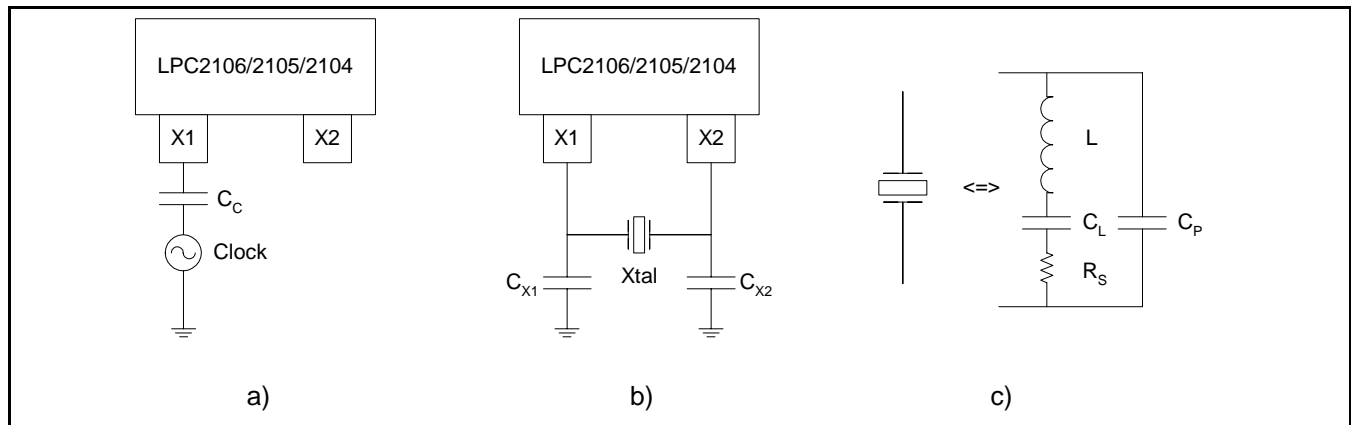 LPC2106/2105/2104
X1
X2
C_C
Clock
a)
LPC2106/2105/2104
X1
X2
C_X1
Xtal
C_X2
b)
<=>
L
C_L
R_S
C_P
c)